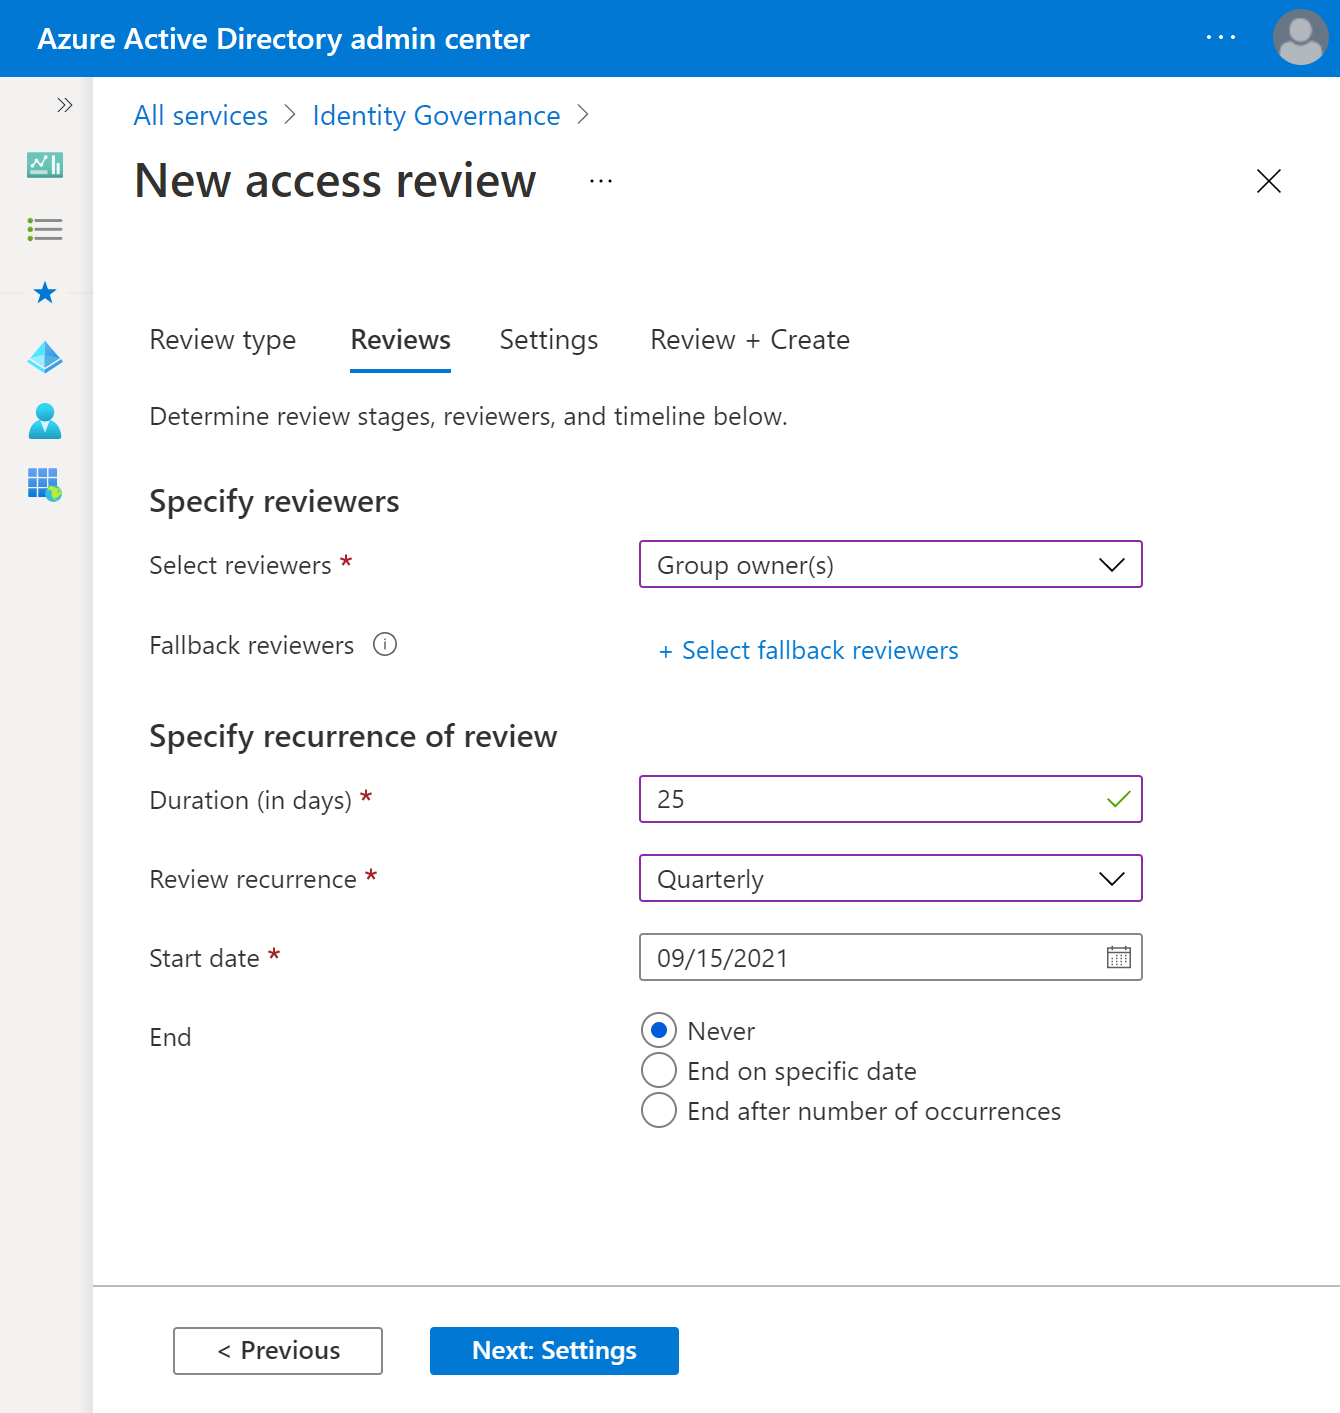 Azure Active Directory admin center
All services > Identity Governance >
New access review ...
Review type Reviews Settings Review + Create
Determine review stages, reviewers, and timeline below.
Specify reviewers
Select reviewers * Group owner(s)
Fallback reviewers + Select fallback reviewers
Specify recurrence of review
Duration (in days) * 25
Review recurrence * Quarterly
Start date * 09/15/2021
End
Never
End on specific date
End after number of occurrences
< Previous Next: Settings